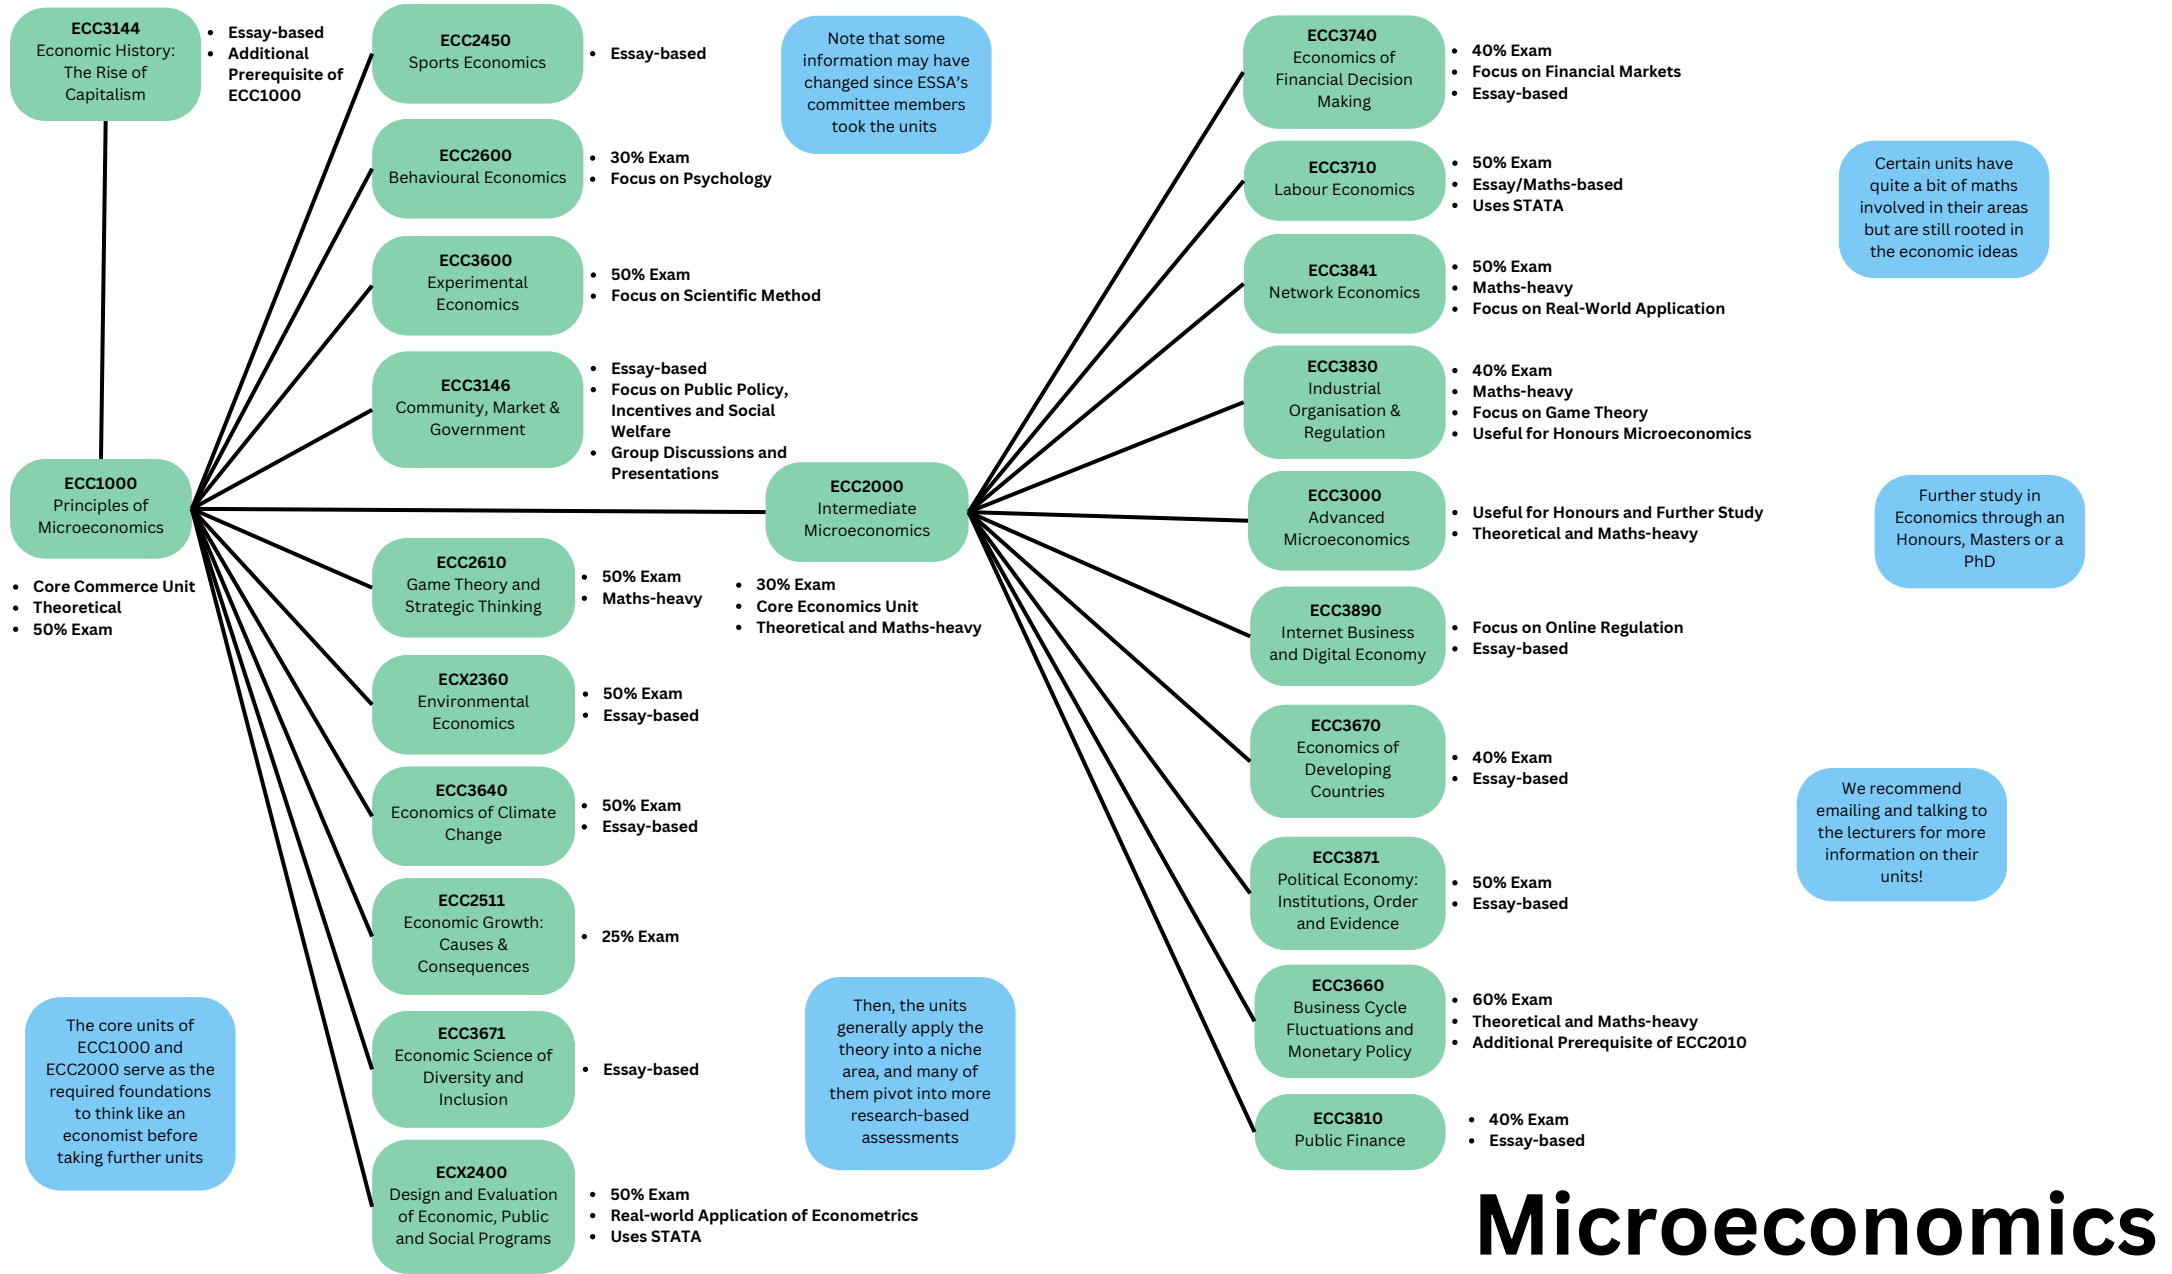 ECC3144
Economic History:
The Rise of
Capitalism
• Essay-based
• Additional
Prerequisite of
ECC1000
ECC1000
Principles of
Microeconomics
• Core Commerce Unit
• Theoretical
• 50% Exam
The core units of
ECC1000 and
ECC2000 serve as the
required foundations
to think like an
economist before
taking further units
ECC2450
Sports Economics
• Essay-based
ECC2600
Behavioural Economics
• 30% Exam
• Focus on Psychology
ECC3600
Experimental
Economics
• 50% Exam
• Focus on Scientific Method
ECC3146
Community, Market &
Government
• Essay-based
• Focus on Public Policy,
Incentives and Social
Welfare
• Group Discussions and
Presentations
ECC2610
Game Theory and
Strategic Thinking
• 50% Exam
• Maths-heavy
ECX2360
Environmental
Economics
• 50% Exam
• Essay-based
ECC3640
Economics of Climate
Change
• 50% Exam
• Essay-based
ECC2511
Economic Growth:
Causes &
Consequences
• 25% Exam
ECC3671
Economic Science of
Diversity and
Inclusion
• Essay-based
ECX2400
Design and Evaluation
of Economic, Public
and Social Programs
• 50% Exam
• Real-world Application of Econometrics
• Uses STATA
Note that some
information may have
changed since ESSA's
committee members
took the units
ECC2000
Intermediate
Microeconomics
• 30% Exam
• Core Economics Unit
• Theoretical and Maths-heavy
Then, the units
generally apply the
theory into a niche
area, and many of
them pivot into more
research-based
assessments
ECC3740
Economics of
Financial Decision
Making
• 40% Exam
• Focus on Financial Markets
• Essay-based
ECC3710
Labour Economics
• 50% Exam
• Essay/Maths-based
• Uses STATA
ECC3841
Network Economics
• 50% Exam
• Maths-heavy
• Focus on Real-World Application
ECC3830
Industrial
Organisation &
Regulation
• 40% Exam
• Maths-heavy
• Focus on Game Theory
• Useful for Honours Microeconomics
ECC3000
Advanced
Microeconomics
• Useful for Honours and Further Study
• Theoretical and Maths-heavy
ECC3890
Internet Business
and Digital Economy
• Focus on Online Regulation
• Essay-based
ECC3670
Economics of
Developing
Countries
• 40% Exam
• Essay-based
ECC3871
Political Economy:
Institutions, Order
and Evidence
• 50% Exam
• Essay-based
ECC3660
Business Cycle
Fluctuations and
Monetary Policy
• 60% Exam
• Theoretical and Maths-heavy
• Additional Prerequisite of ECC2010
ECC3810
Public Finance
• 40% Exam
• Essay-based
Certain units have
quite a bit of maths
involved in their areas
but are still rooted in
the economic ideas
Further study in
Economics through an
Honours, Masters or a
PhD
We recommend
emailing and talking to
the lecturers for more
information on their
units!
Microeconomics